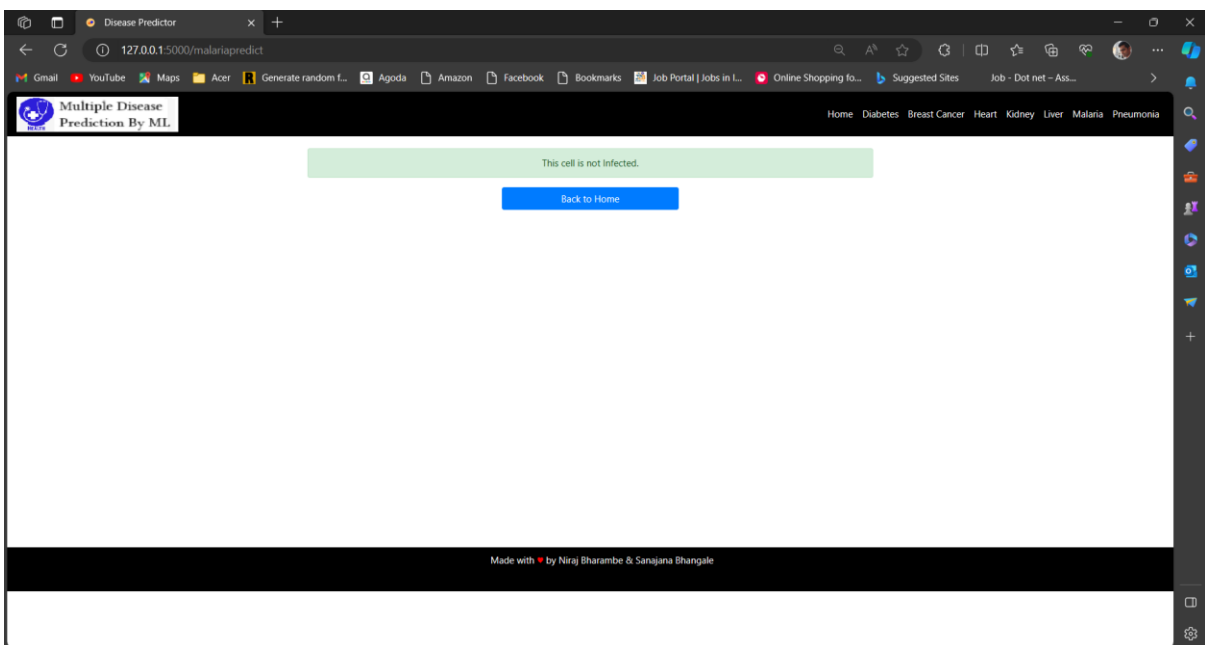 Disease Predictor
127.0.0.1:5000/malariapredict
Gmail YouTube Maps Acer Generate random f... Agoda Amazon Facebook Bookmarks Job Portal | Jobs in I... Online Shopping fo... Suggested Sites Job - Dot net – Ass...
Multiple Disease
Prediction By ML
Home Diabetes Breast Cancer Heart Kidney Liver Malaria Pneumonia
This cell is not Infected.
Back to Home
Made with ♥ by Niraj Bharambe & Sanajana Bhangale